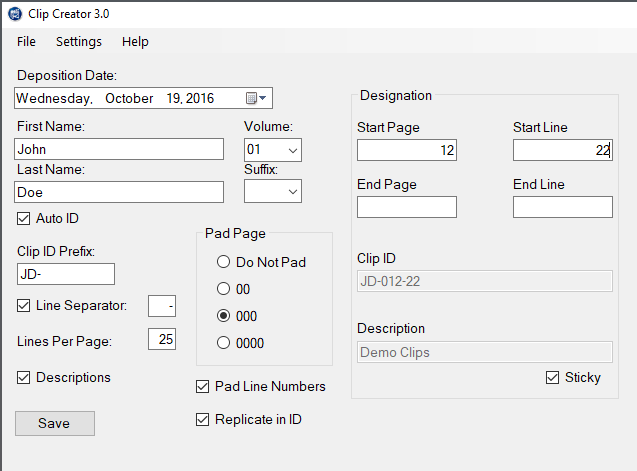 Clip Creator 3.0
File Settings Help
Deposition Date:
Wednesday, October 19, 2016
First Name:
Volume:
John
01
Last Name:
Suffix:
Doe
Auto ID
Clip ID Prefix:
JD-
Line Separator: -
Lines Per Page: 25
Descriptions
Save
Pad Page
Do Not Pad
00
000
0000
Pad Line Numbers
Replicate in ID
Designation
Start Page
Start Line
12
22
End Page
End Line
Clip ID
JD-012-22
Description
Demo Clips
Sticky